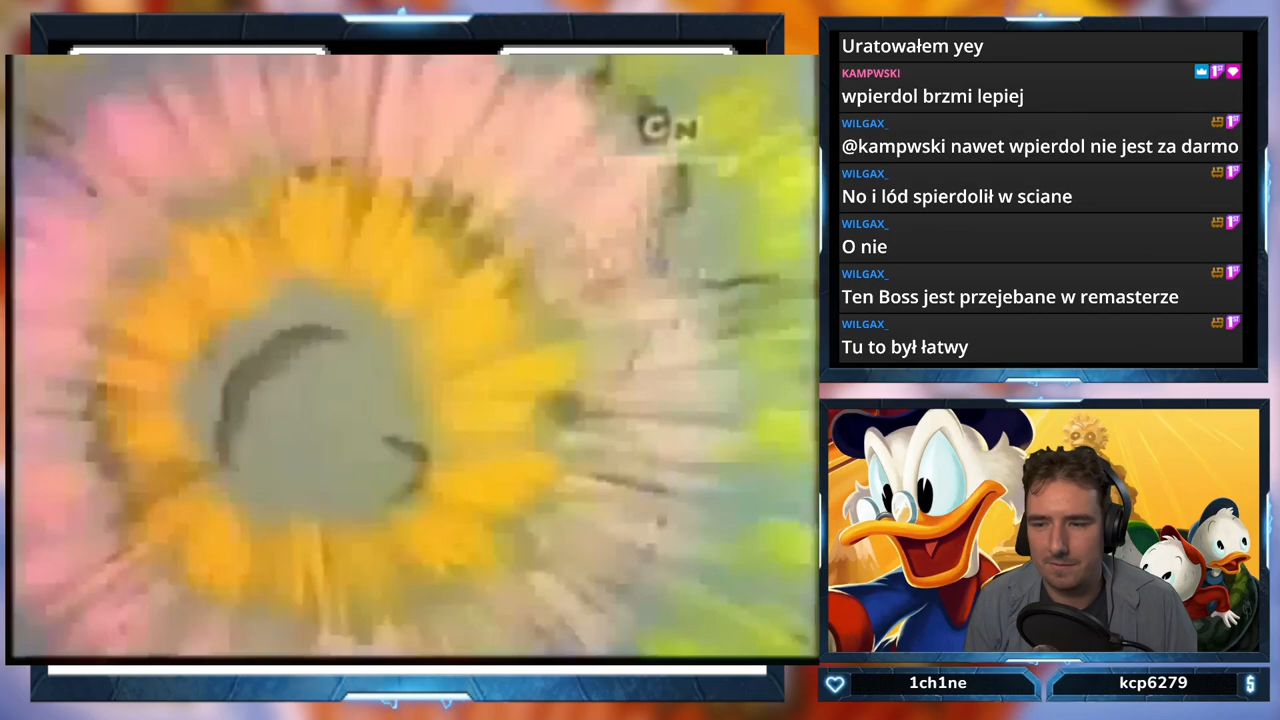 CN
Uratowałem yey
KAMPWSKI
wpierdol brzmi lepiej
WILGAX_
@kampwski nawet wpierdol nie jest za darmo
WILGAX_
No i lód spierdolił w sciane
WILGAX_
O nie
WILGAX_
Ten Boss jest przejebane w remasterze
WILGAX_
Tu to był łatwy
1ch1ne
kcp6279